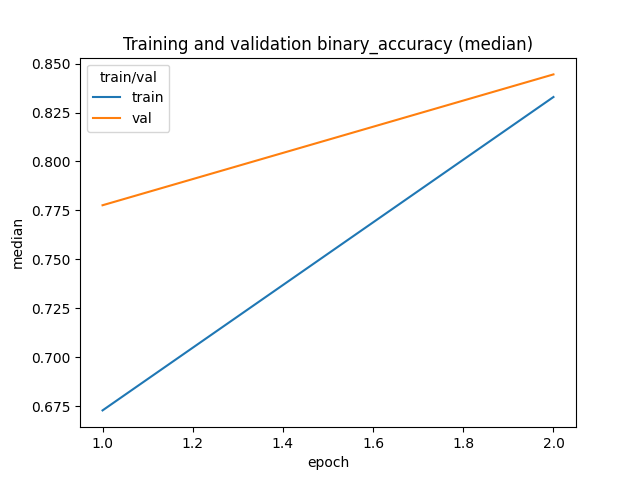 Training and validation binary_accuracy (median)
train/val
train
val
0.850
0.825
0.800
0.775
0.750
0.725
0.700
0.675
median
1.0 1.2 1.4 1.6 1.8 2.0
epoch